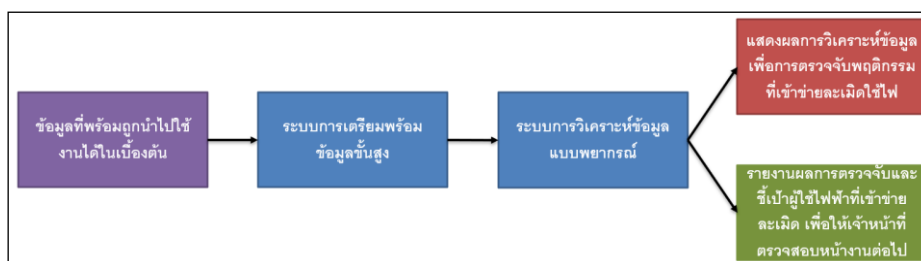 ข้อมูลที่พร้อมถูกนำไปใช้
งานได้ในเบื้องต้น
ระบบการเตรียมพร้อม
ข้อมูลขั้นสูง
ระบบการวิเคราะห์ข้อมูล
แบบพยากรณ์
แสดงผลการวิเคราะห์ข้อมูล
เพื่อการตรวจจับพฤติกรรม
ที่เข้าข่ายละเมิดใช้ไฟ
รายงานผลการตรวจจับและ
ชี้เป้าผู้ใช้ไฟฟ้าที่เข้าข่าย
ละเมิด เพื่อให้เจ้าหน้าที่
ตรวจสอบหน้างานต่อไป